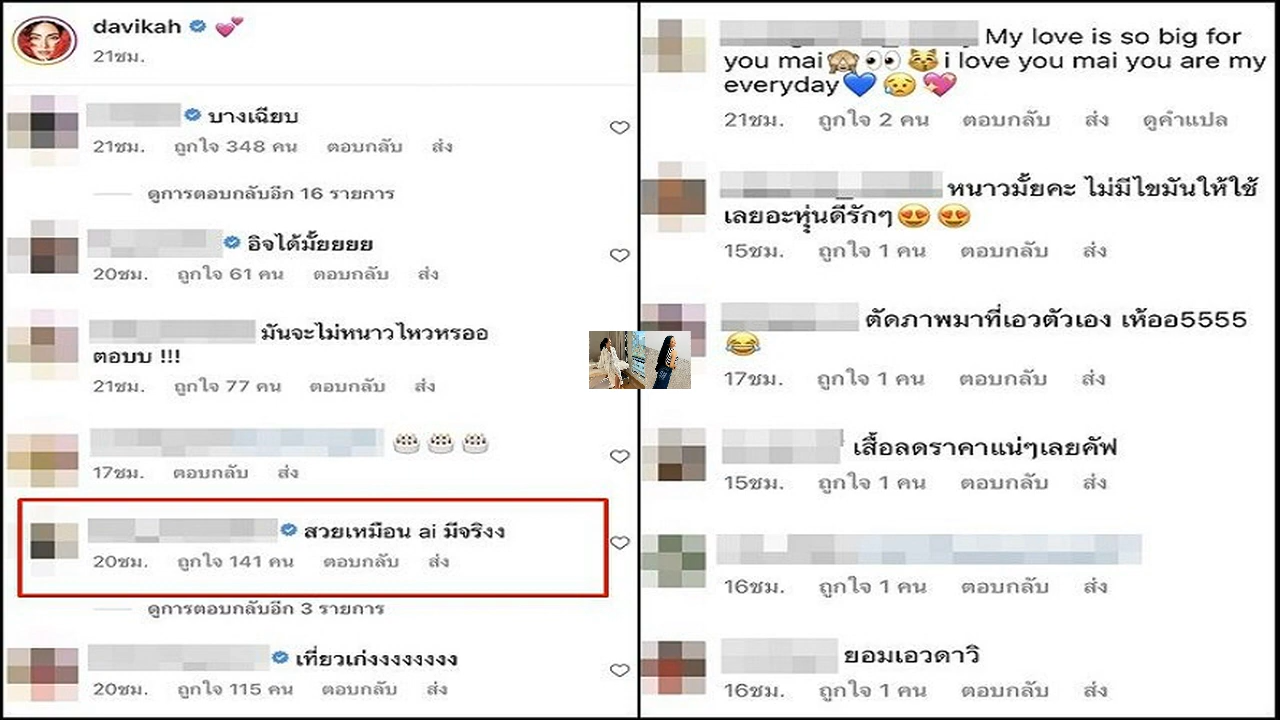 davikah 💕
21ชม.
บางเฉียบ
21ชม. ถูกใจ 348 คน ตอบกลับ ส่ง
ดูการตอบกลับอีก 16 รายการ
อิจได้มั้ยยยย
20ชม. ถูกใจ 61 คน ตอบกลับ ส่ง
มันจะไม่หนาวไหวหรออ
ตอบบ !!!
21ชม. ถูกใจ 77 คน ตอบกลับ ส่ง
🎂 🎂 🎂
17ชม. ตอบกลับ ส่ง
สวยเหมือน ai มีจริงง
20ชม. ถูกใจ 141 คน ตอบกลับ ส่ง
ดูการตอบกลับอีก 3 รายการ
เที่ยวเก่งงงงงงงง
20ชม. ถูกใจ 115 คน ตอบกลับ ส่ง
My love is so big for
you mai🙈👀😽i love you mai you are my
everyday💙😥💖
21ชม. ถูกใจ 2 คน ตอบกลับ ส่ง ดูคำแปล
หนาวมั้ยคะ ไม่มีไขมันให้ใช้
เลยอะหุ่นดีรักๆ😍😍
15ชม. ถูกใจ 1 คน ตอบกลับ ส่ง
ตัดภาพมาที่เอวตัวเอง เห้ออ5555
😂
17ชม. ถูกใจ 1 คน ตอบกลับ ส่ง
เสื้อลดราคาแน่ๆเลยคัฟ
15ชม. ถูกใจ 1 คน ตอบกลับ ส่ง
16ชม. ถูกใจ 1 คน ตอบกลับ ส่ง
ยอมเอวดาวิ
16ชม. ถูกใจ 1 คน ตอบกลับ ส่ง